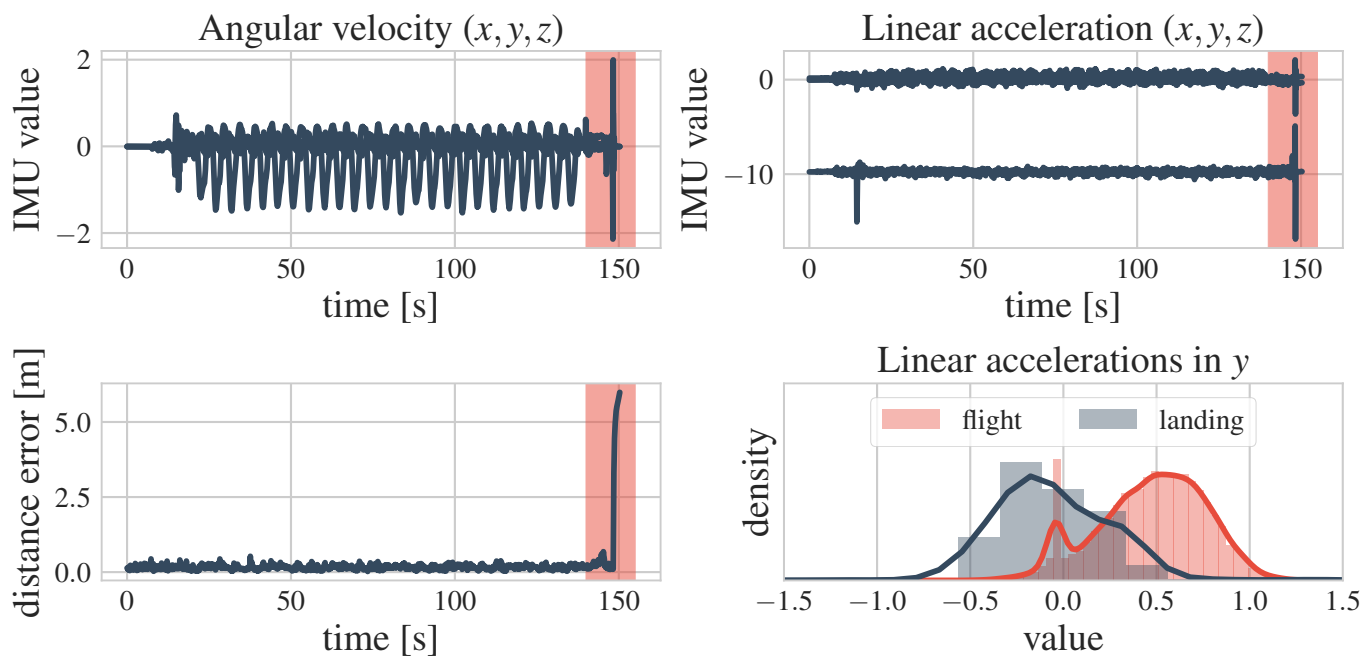 Angular velocity (x, y, z)
IMU value
2
0
−2
0
50
100
150
time [s]
Linear acceleration (x, y, z)
IMU value
0
−10
0
50
100
150
time [s]
distance error [m]
5.0
2.5
0.0
0
50
100
150
time [s]
Linear accelerations in y
flight
landing
density
−1.5
−1.0
−0.5
0.0
0.5
1.0
1.5
value